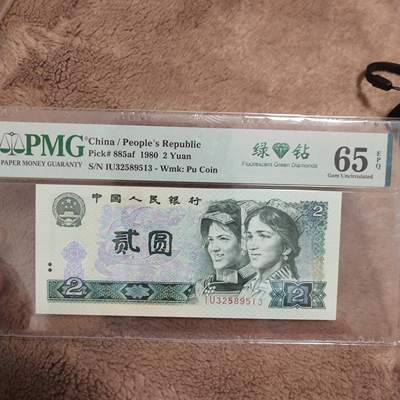 PMG
PAPER MONEY GUARANTY
China / People's Republic
Pick# 885af 1980 2 Yuan
S/N IU32589513 - Wmk: Pu Coin
绿 钻
Fluorescent Green Diamonds
65 EPQ
Gem Uncirculated
中国人民银行
2
贰圆
IU32589513
2
2